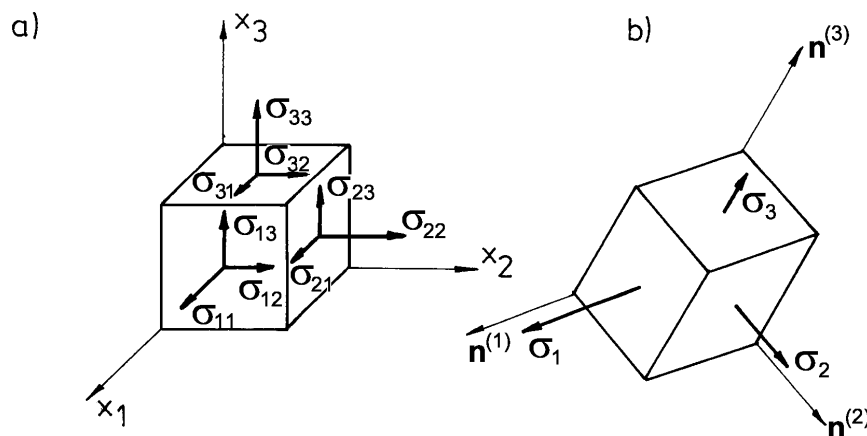 a)
x₃
σ₃₃
σ₃₂
σ₃₁
σ₂₃
σ₁₃
σ₂₂
σ₁₂
σ₂₁
σ₁₁
x₂
x₁
b)
n⁽³⁾
σ₃
n⁽¹⁾
σ₁
σ₂
n⁽²⁾